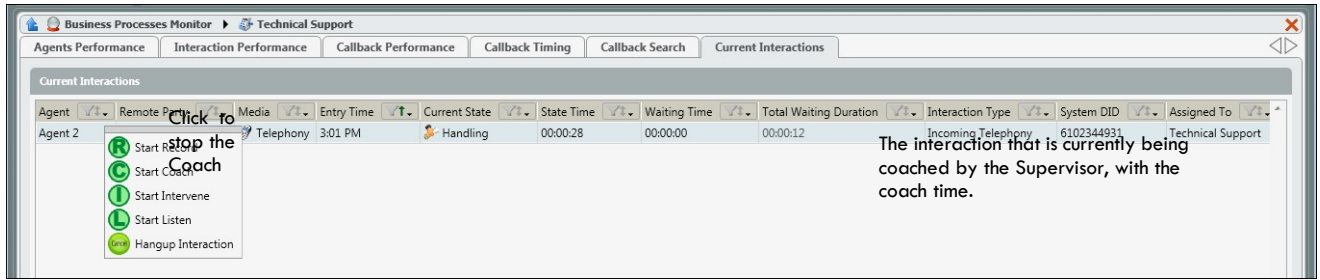 Business Processes Monitor Technical Support
Agents Performance Interaction Performance Callback Performance Callback Timing Callback Search Current Interactions
Current Interactions
Agent Remote Party Media Entry Time Current State State Time Waiting Time Total Waiting Duration Interaction Type System DID Assigned To
Agent 2 Telephony 3:01 PM Handling 00:00:28 00:00:00 00:00:12 Incoming Telephony 6102344931 Technical Support
Click to
stop the
Coach
R Start Record
C Start Coach
I Start Intervene
L Start Listen
Cancel Hangup Interaction
The interaction that is currently being
coached by the Supervisor, with the
coach time.